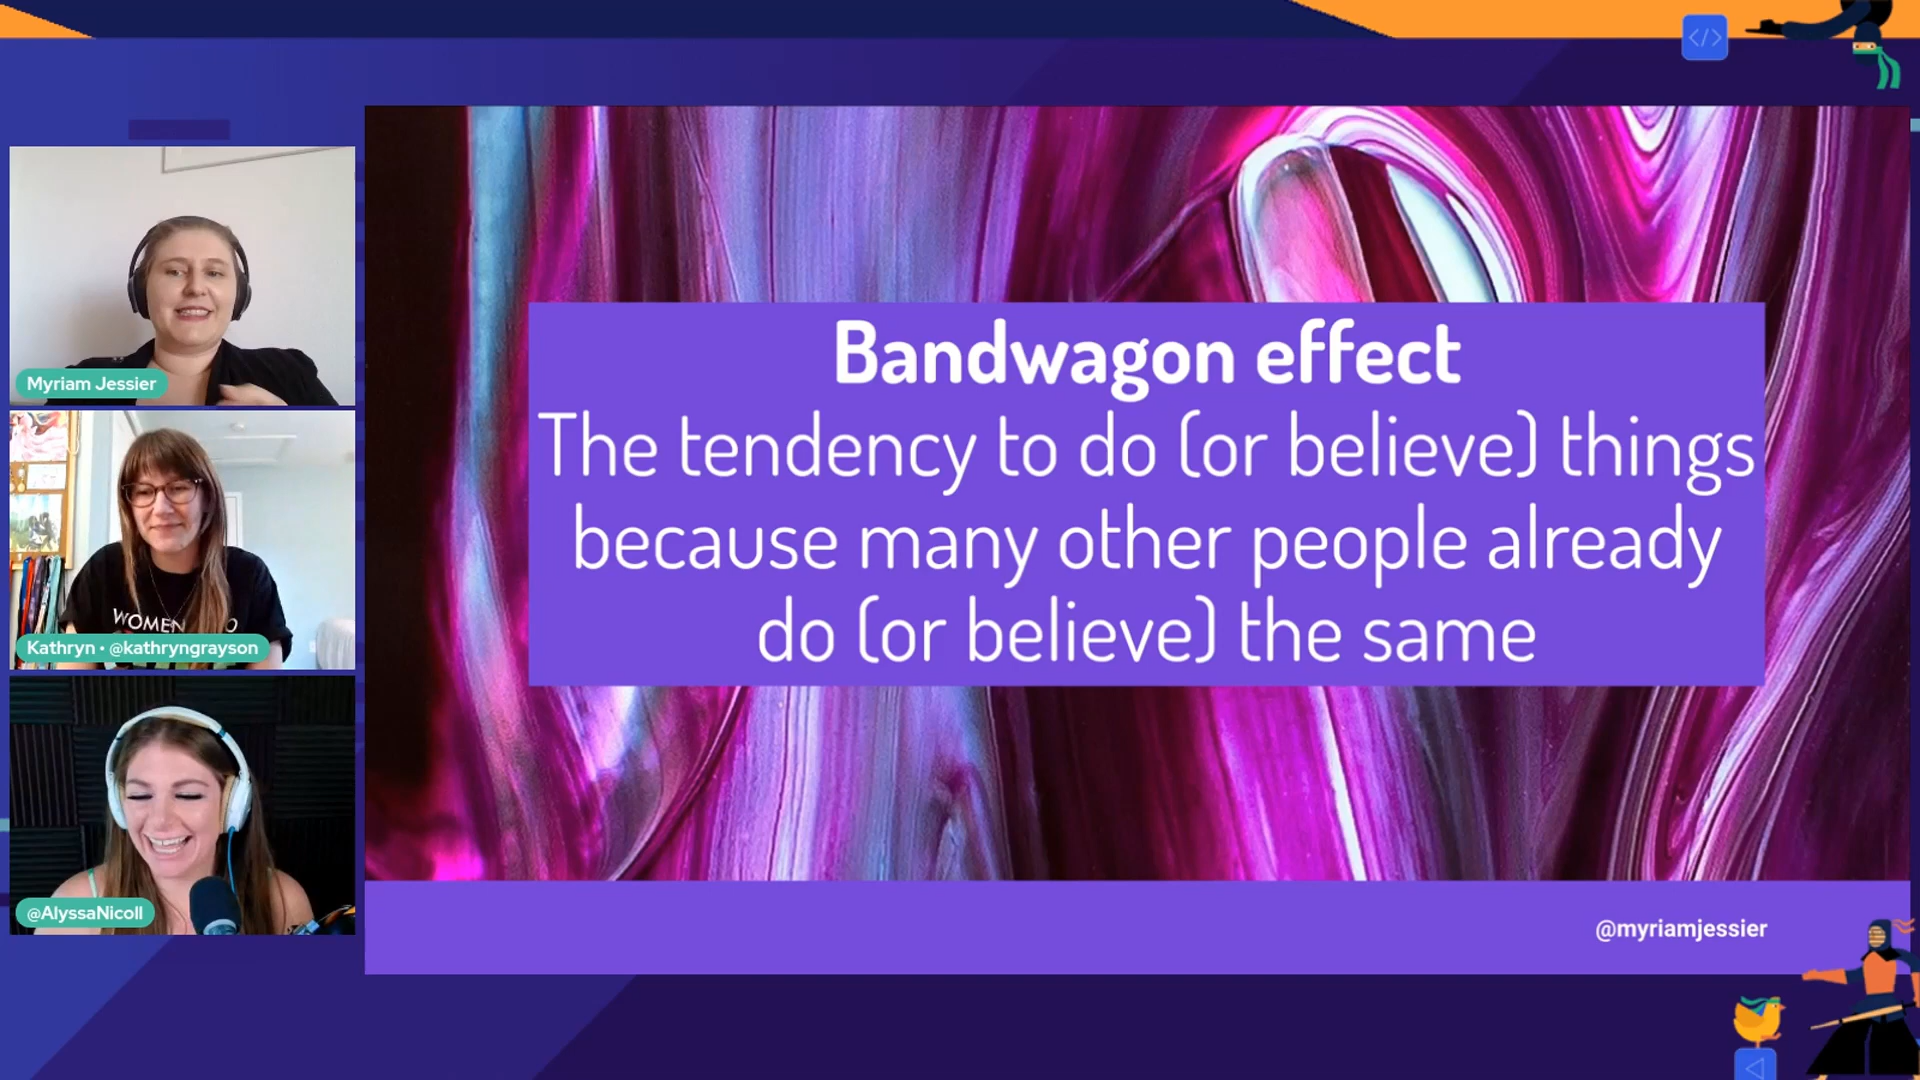 </>
Myriam Jessier
WOMEN
Kathryn • @kathryngrayson
@AlyssaNicoll
Bandwagon effect
The tendency to do (or believe) things
because many other people already
do (or believe) the same
@myriamjessier